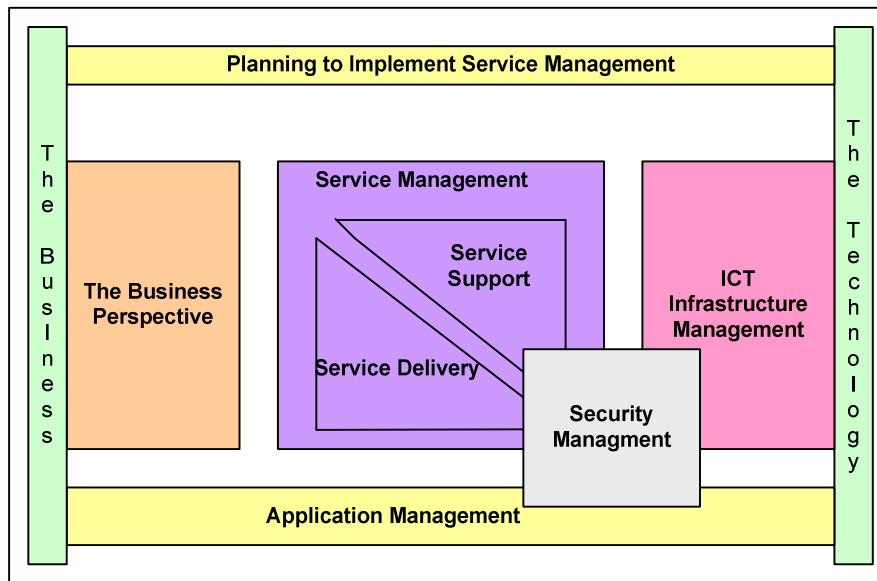 Planning to Implement Service Management
The BusIness
The Business
Perspective
Service Management
Service
Support
Service Delivery
ICT
Infrastructure
Management
Security
Managment
The Technology
Application Management